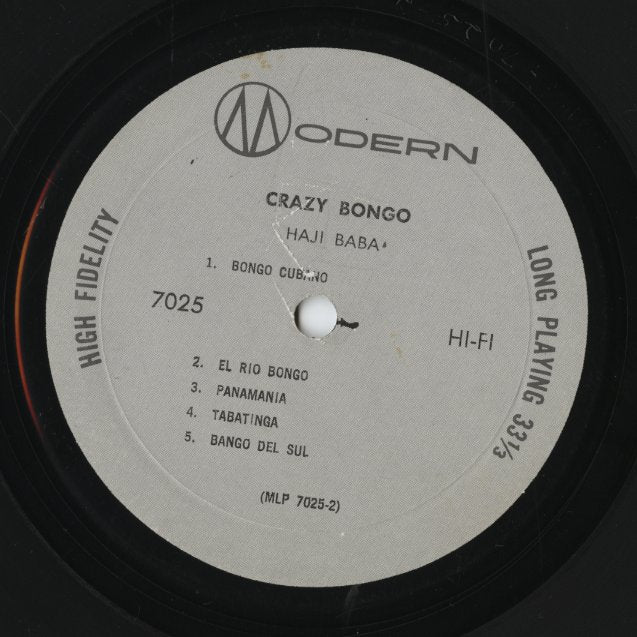 MODERN
CRAZY BONGO
HAJI BABA
1. BONGO CUBANO
7025
HI-FI
HIGH FIDELITY
LONG PLAYING 33⅓
2. EL RIO BONGO
3. PANAMANIA
4. TABATINGA
5. BANGO DEL SUL
(MLP 7025-2)